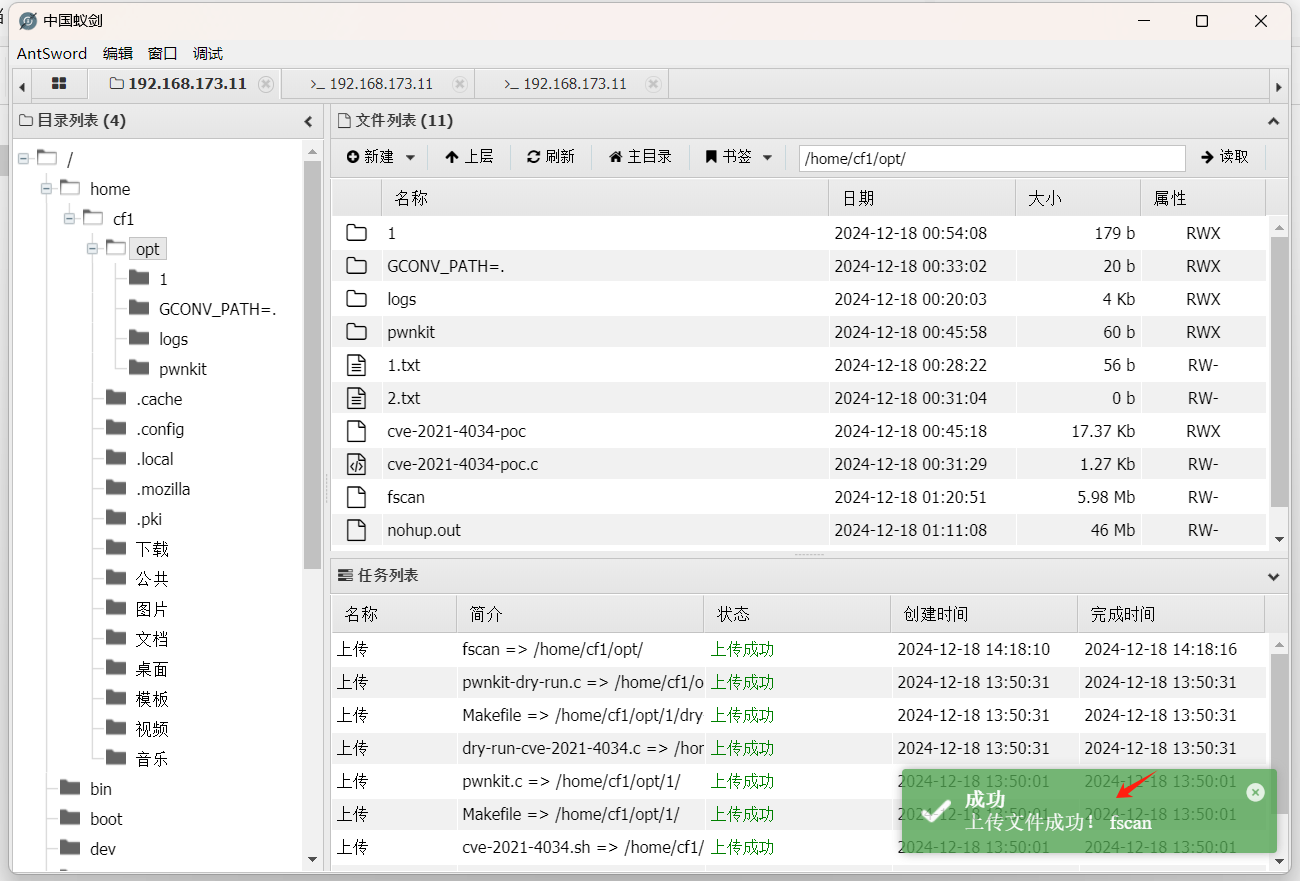 中国蚁剑
AntSword 编辑 窗口 调试
192.168.173.11 >_ 192.168.173.11 >_ 192.168.173.11
目录列表 (4)
/
home
cf1
opt
1
GCONV_PATH=.
logs
pwnkit
.cache
.config
.local
.mozilla
.pki
下载
公共
图片
文档
桌面
模板
视频
音乐
bin
boot
dev
文件列表 (11)
新建 上层 刷新 主目录 书签 /home/cf1/opt/ 读取
名称 日期 大小 属性
1 2024-12-18 00:54:08 179 b RWX
GCONV_PATH=. 2024-12-18 00:33:02 20 b RWX
logs 2024-12-18 00:20:03 4 Kb RWX
pwnkit 2024-12-18 00:45:58 60 b RWX
1.txt 2024-12-18 00:28:22 56 b RW-
2.txt 2024-12-18 00:31:04 0 b RW-
cve-2021-4034-poc 2024-12-18 00:45:18 17.37 Kb RWX
cve-2021-4034-poc.c 2024-12-18 00:31:29 1.27 Kb RW-
fscan 2024-12-18 01:20:51 5.98 Mb RW-
nohup.out 2024-12-18 01:11:08 46 Mb RW-
任务列表
名称 简介 状态 创建时间 完成时间
上传 fscan => /home/cf1/opt/ 上传成功 2024-12-18 14:18:10 2024-12-18 14:18:16
上传 pwnkit-dry-run.c => /home/cf1/o 上传成功 2024-12-18 13:50:31 2024-12-18 13:50:31
上传 Makefile => /home/cf1/opt/1/dry 上传成功 2024-12-18 13:50:31 2024-12-18 13:50:31
上传 dry-run-cve-2021-4034.c => /hor 上传成功 2024-12-18 13:50:31 2024-12-18 13:50:31
上传 pwnkit.c => /home/cf1/opt/1/ 上传成功 2024-12-18 13:50:01 2024-12-18 13:50:01
上传 Makefile => /home/cf1/opt/1/ 上传成功 2024-12-18 13:50:01 2024-12-18 13:50:01
上传 cve-2021-4034.sh => /home/cf1/ 上传成功 2024-12-18 13:50:01 2024-12-18 13:50:01
成功
上传文件成功！ fscan